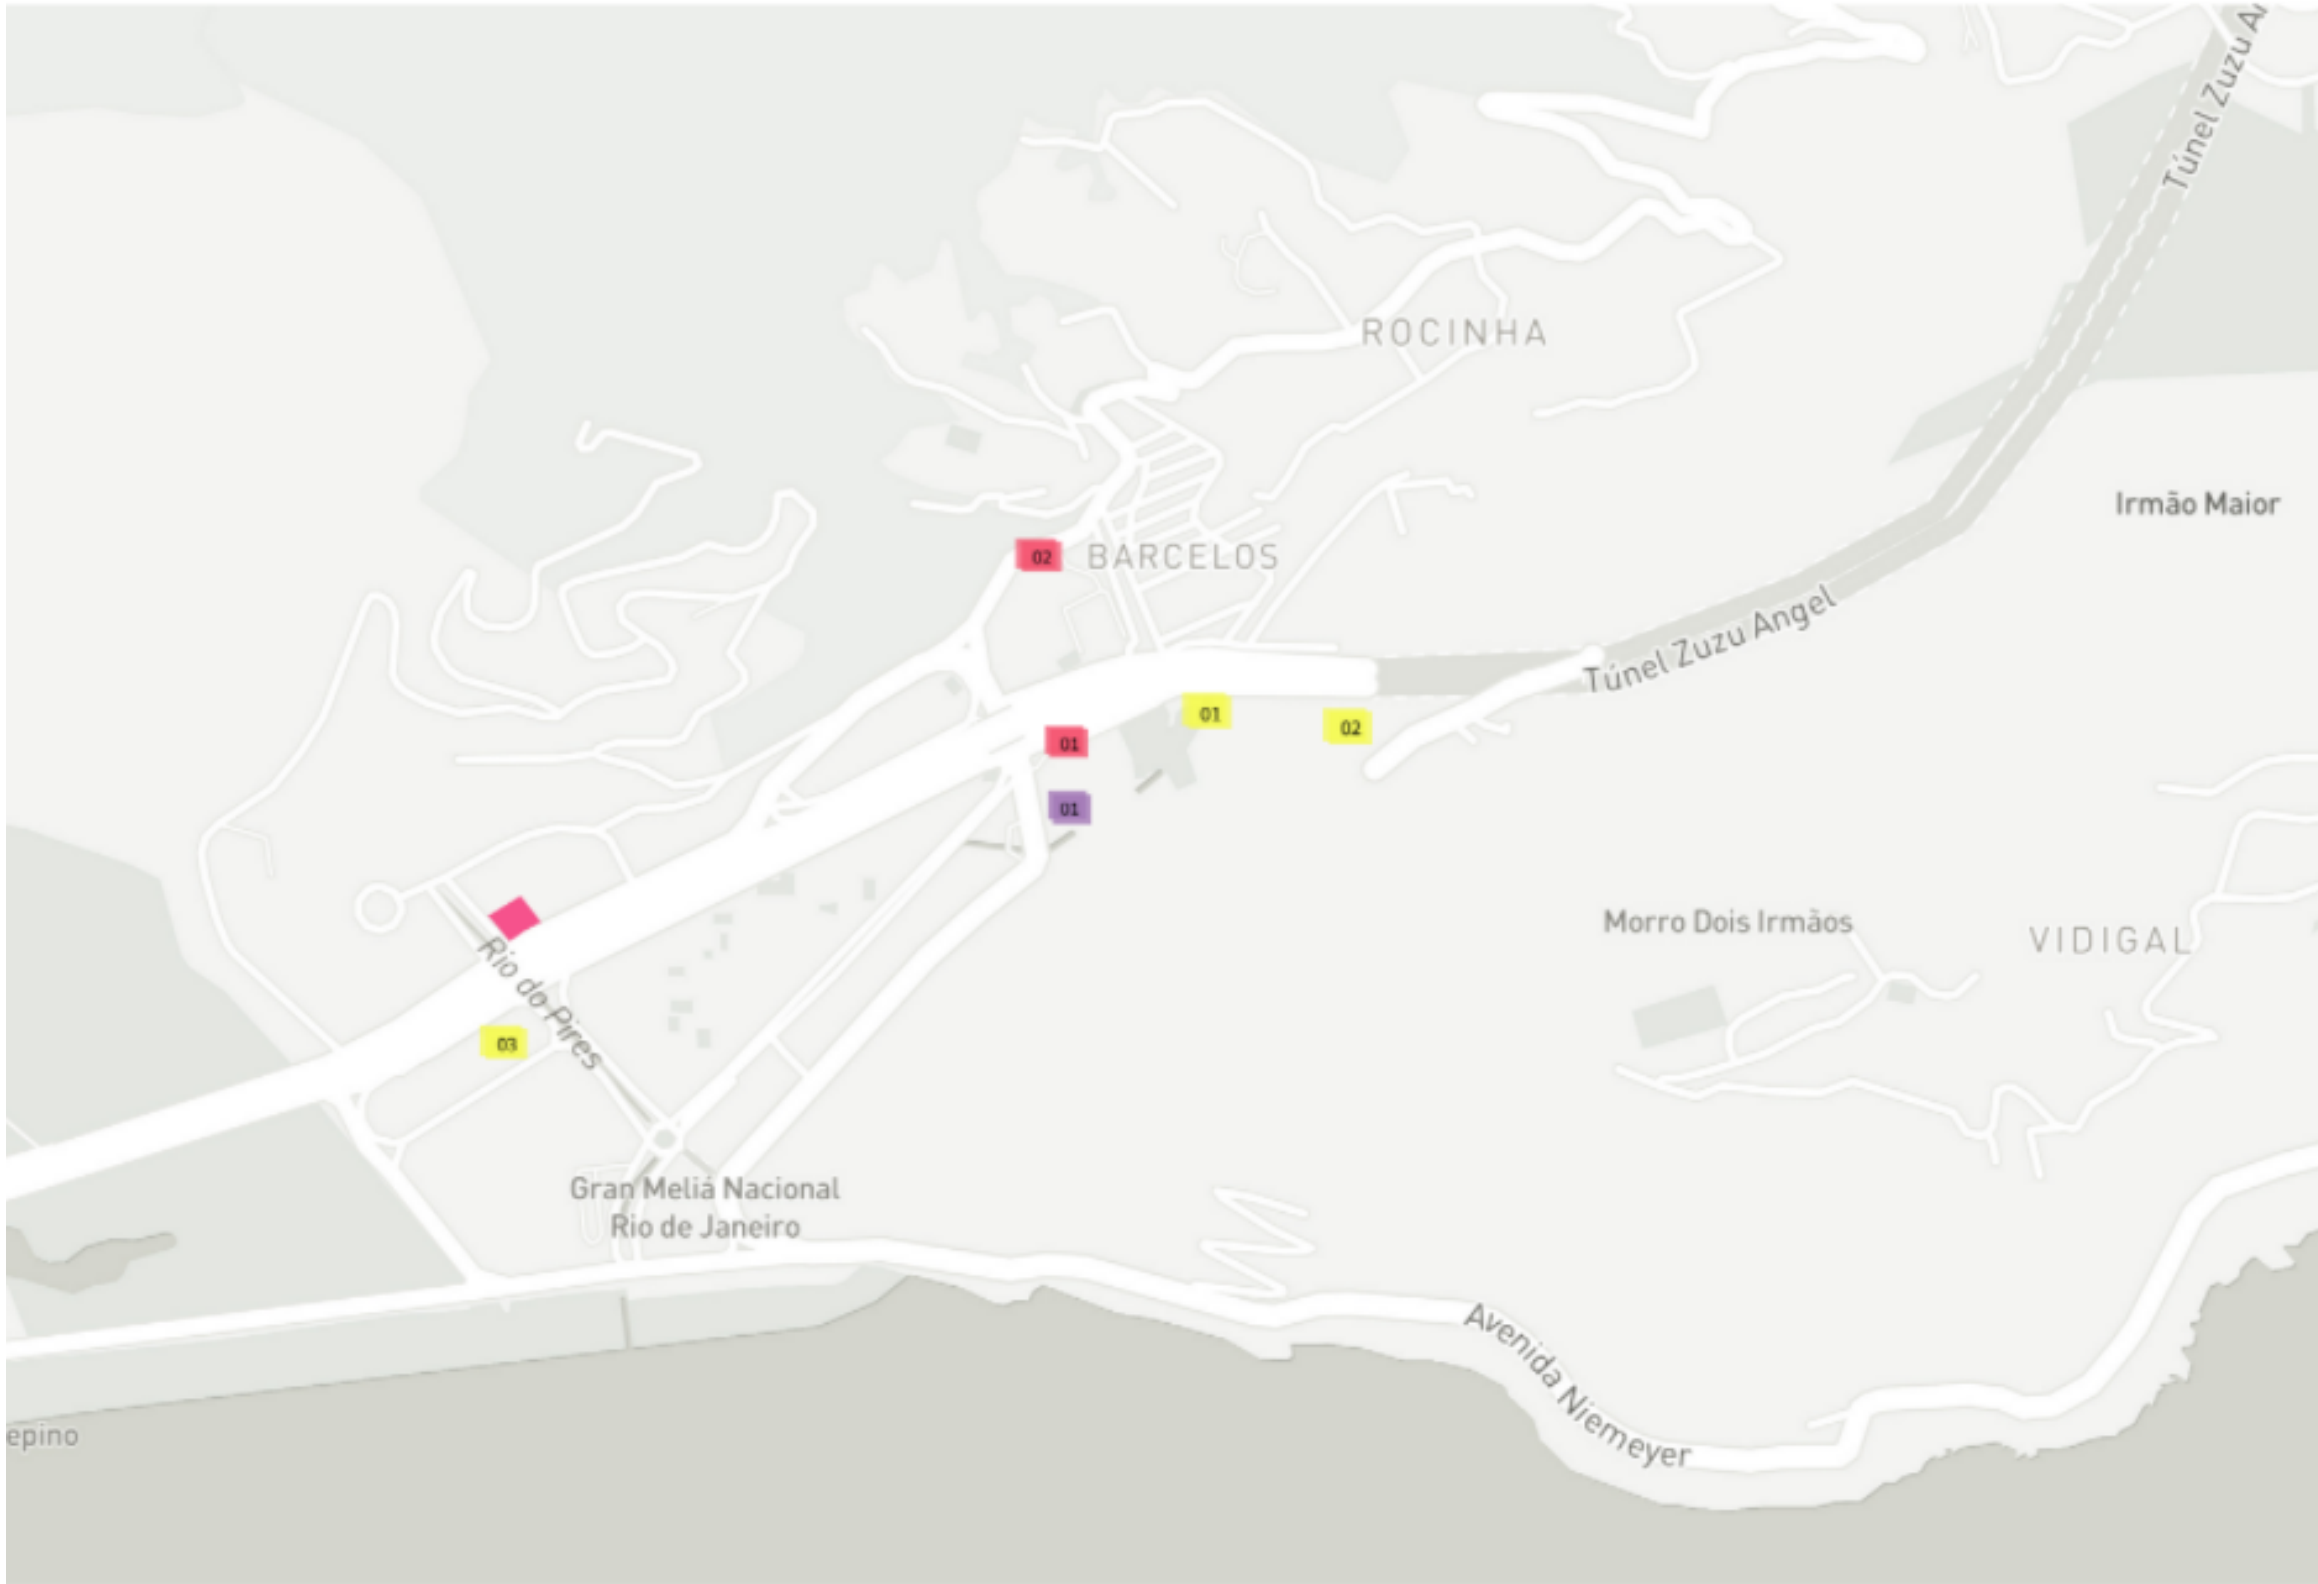 Túnel Zuzu A
ROCINHA
Irmão Maior
02
BARCELOS
Túnel Zuzu Angel
01
02
01
01
Morro Dois Irmãos
VIDIGAL
Rio do Pires
03
Gran Meliá Nacional
Rio de Janeiro
Avenida Niemeyer
epino